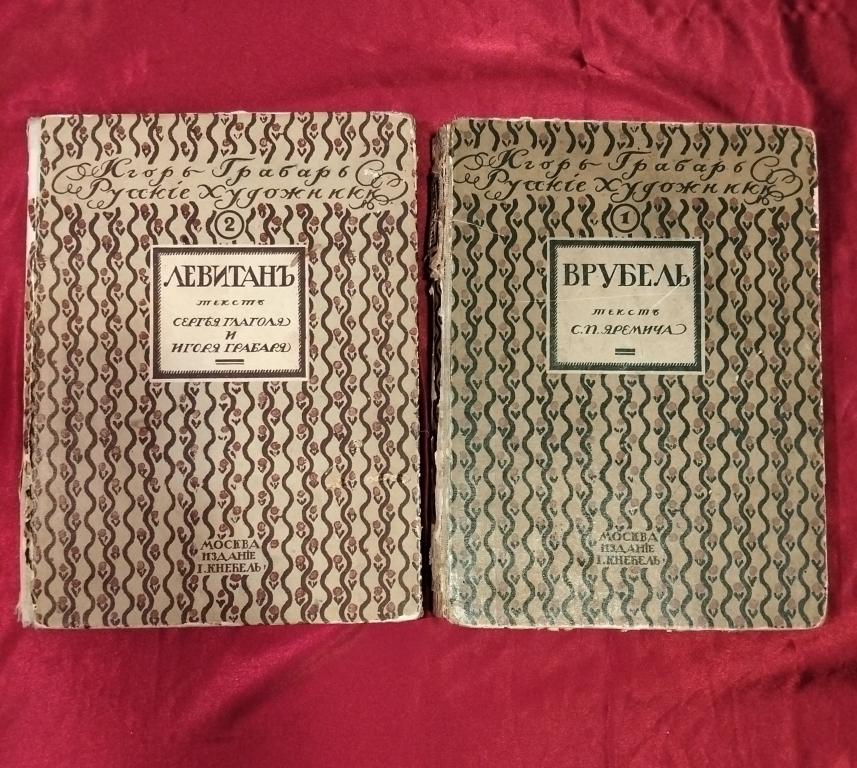 Игорь Грабарь
Русскіе художники
2
ЛЕВИТАНЪ
текстъ
СЕРГѢЯ ГЛАГОЛЯ
И
ИГОРЯ ГРАБАРЯ
МОСКВА
ИЗДАНІЕ
І. КНЕБЕЛЬ
Игорь Грабарь
Русскіе художники
1
ВРУБЕЛЬ
текстъ
С. П. ЯРЕМИЧА
МОСКВА
ИЗДАНІЕ
І. КНЕБЕЛЬ